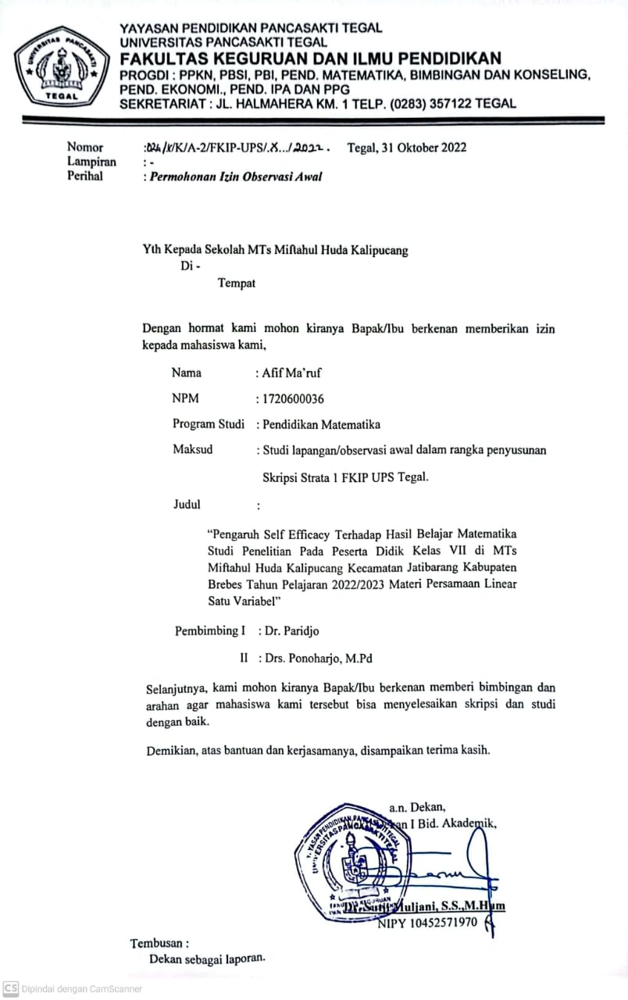 YAYASAN PENDIDIKAN PANCASAKTI TEGAL
UNIVERSITAS PANCASAKTI TEGAL
FAKULTAS KEGURUAN DAN ILMU PENDIDIKAN
PROGDI : PPKN, PBSI, PBI, PEND. MATEMATIKA, BIMBINGAN DAN KONSELING,
PEND. EKONOMI., PEND. IPA DAN PPG
SEKRETARIAT : JL. HALMAHERA KM. 1 TELP. (0283) 357122 TEGAL
UNIVERSITAS PANCASAKTI
TEGAL
Nomor : /K/A-2/FKIP-UPS/ /2022. Tegal, 31 Oktober 2022
Lampiran : -
Perihal : Permohonan Izin Observasi Awal
Yth Kepada Sekolah MTs Miftahul Huda Kalipucang
Di -
Tempat
Dengan hormat kami mohon kiranya Bapak/Ibu berkenan memberikan izin
kepada mahasiswa kami,
Nama : Afif Ma'ruf
NPM : 1720600036
Program Studi : Pendidikan Matematika
Maksud : Studi lapangan/observasi awal dalam rangka penyusunan
Skripsi Strata 1 FKIP UPS Tegal.
Judul :
“Pengaruh Self Efficacy Terhadap Hasil Belajar Matematika
Studi Penelitian Pada Peserta Didik Kelas VII di MTs
Miftahul Huda Kalipucang Kecamatan Jatibarang Kabupaten
Brebes Tahun Pelajaran 2022/2023 Materi Persamaan Linear
Satu Variabel”
Pembimbing I : Dr. Paridjo
II : Drs. Ponoharjo, M.Pd
Selanjutnya, kami mohon kiranya Bapak/Ibu berkenan memberi bimbingan dan
arahan agar mahasiswa kami tersebut bisa menyelesaikan skripsi dan studi
dengan baik.
Demikian, atas bantuan dan kerjasamanya, disampaikan terima kasih.
a.n. Dekan,
I Bid. Akademik,
YAYASAN PENDIDIKAN PANCASAKTI TEGAL
UNIVERSITAS PANCASAKTI TEGAL
FAKULTAS KEGURUAN
Muljani, S.S.,M.Hum
NIPY 10452571970
Tembusan :
Dekan sebagai laporan.
CS Dipindai dengan CamScanner